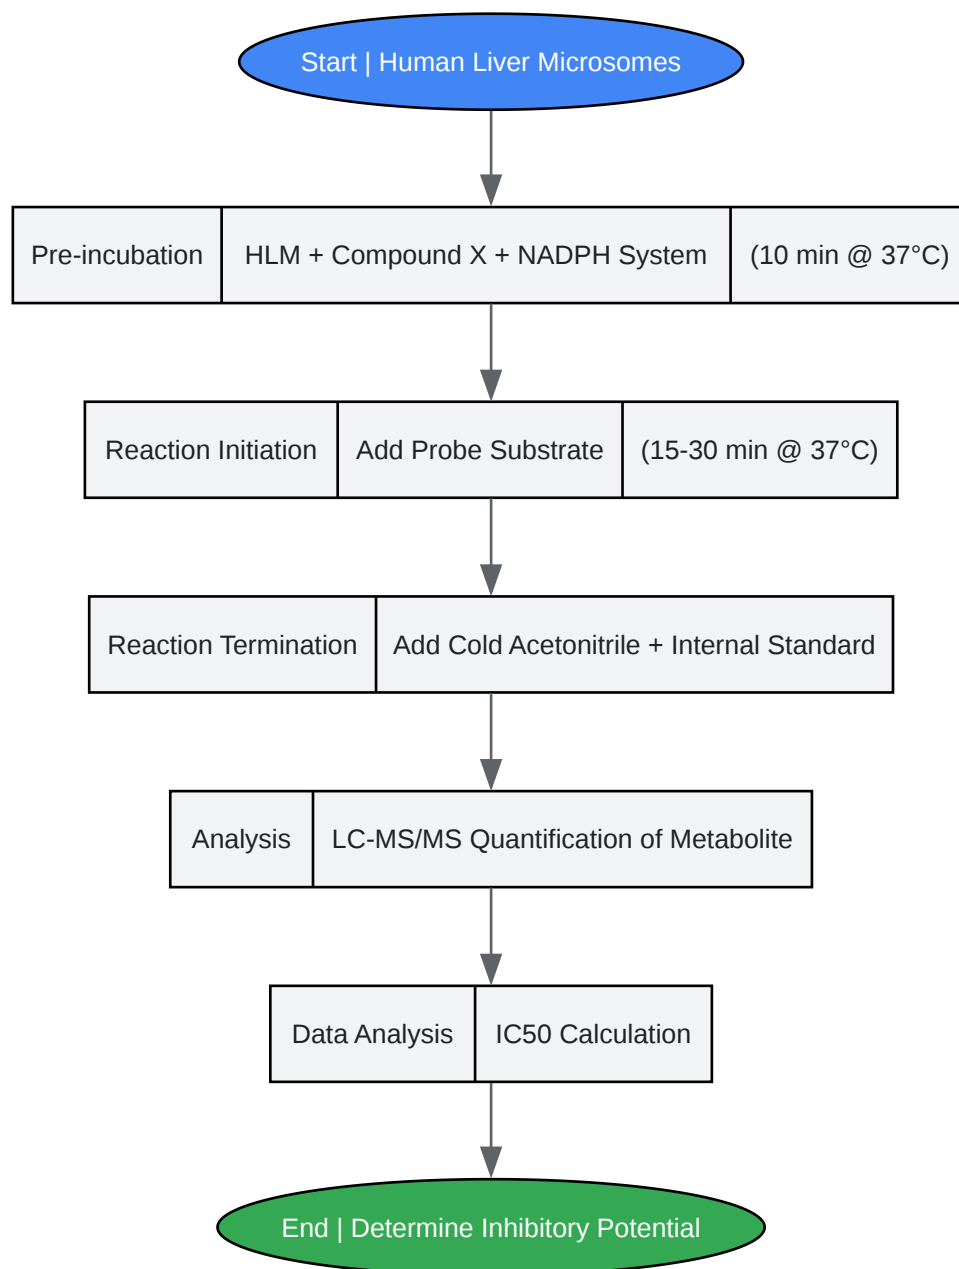 Start | Human Liver Microsomes
Pre-incubation HLM + Compound X + NADPH System (10 min @ 37°C)
Reaction Initiation Add Probe Substrate (15-30 min @ 37°C)
Reaction Termination Add Cold Acetonitrile + Internal Standard
Analysis LC-MS/MS Quantification of Metabolite
Data Analysis IC50 Calculation
End | Determine Inhibitory Potential